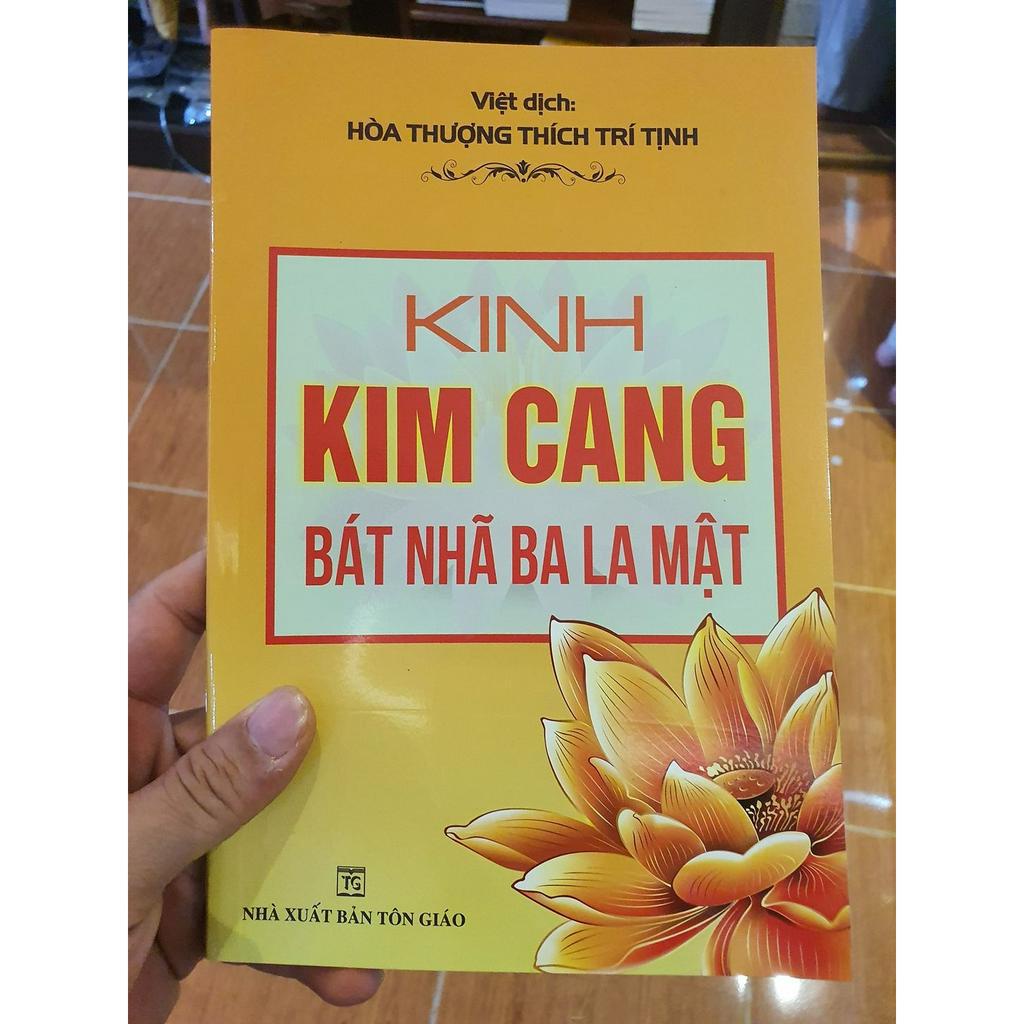 Việt dịch:
HÒA THƯỢNG THÍCH TRÍ TỊNH
KINH
KIM CANG
BÁT NHÃ BA LA MẬT
TG
NHÀ XUẤT BẢN TÔN GIÁO